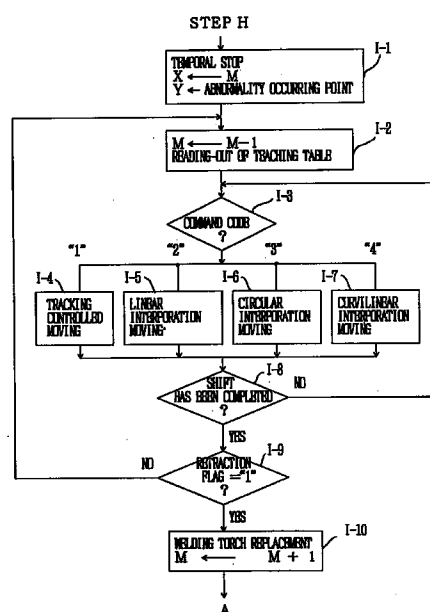 STEP H
I-1
TEMPORAL STOP
X ← M
Y ← ABNORMALITY OCCURRING POINT
I-2
M ← M-1
READING-OUT OF TEACHING TABLE
I-3
COMMAND CODE
?
"1" "2" "3" "4"
I-4 I-5 I-6 I-7
TRACKING
CONTROLLED
MOVING
LINEAR
INTERPORATION
MOVING
CIRCULAR
INTERPORATION
MOVING
CURVILINEAR
INTERPORATION
MOVING
I-8
SHIFT
HAS BEEN COMPLETED
?
NO
YES
I-9
RETRACTION
FLAG ="1"
?
NO
YES
I-10
WELDING TORCH REPLACEMENT
M ← M + 1
A